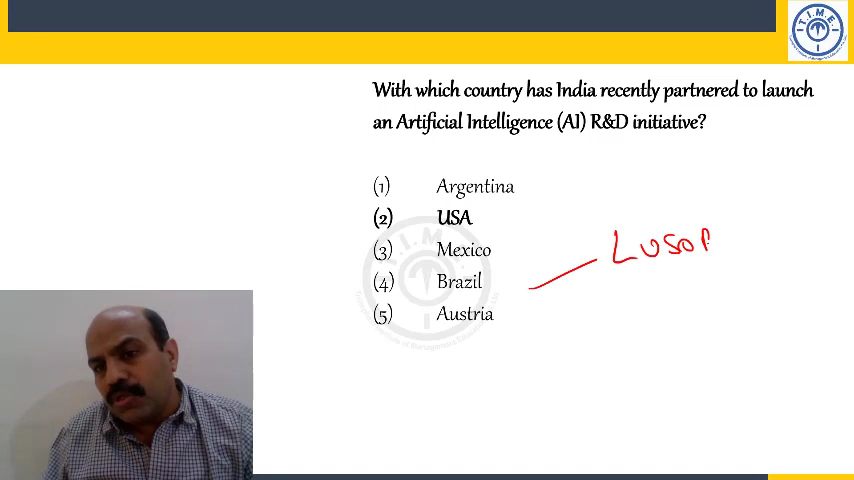 T.I.M.E.
With which country has India recently partnered to launch
an Artificial Intelligence (AI) R&D initiative?
(1) Argentina
(2) USA
(3) Mexico
(4) Brazil
(5) Austria
LUSOP